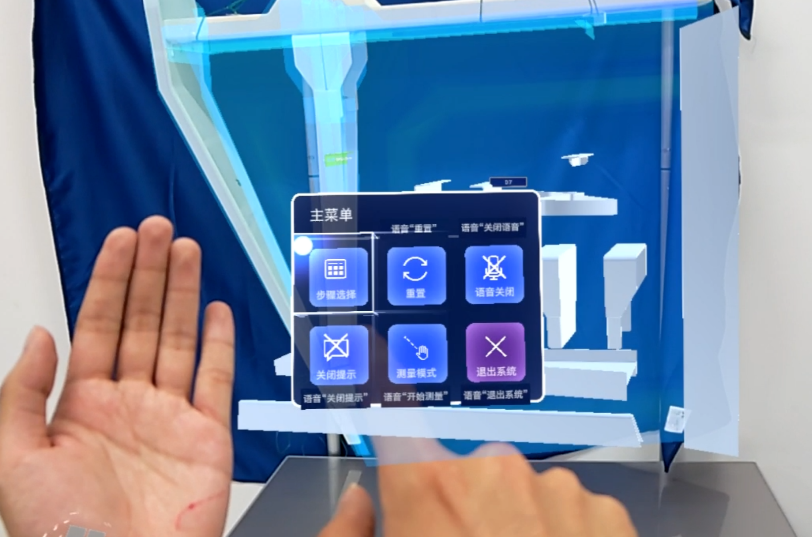 主菜单
语音“重置” 语音“关闭语音”
步骤选择 重置 语音关闭
关闭提示 测量模式 退出系统
语音“关闭提示” 语音“开始测量” 语音“退出系统”